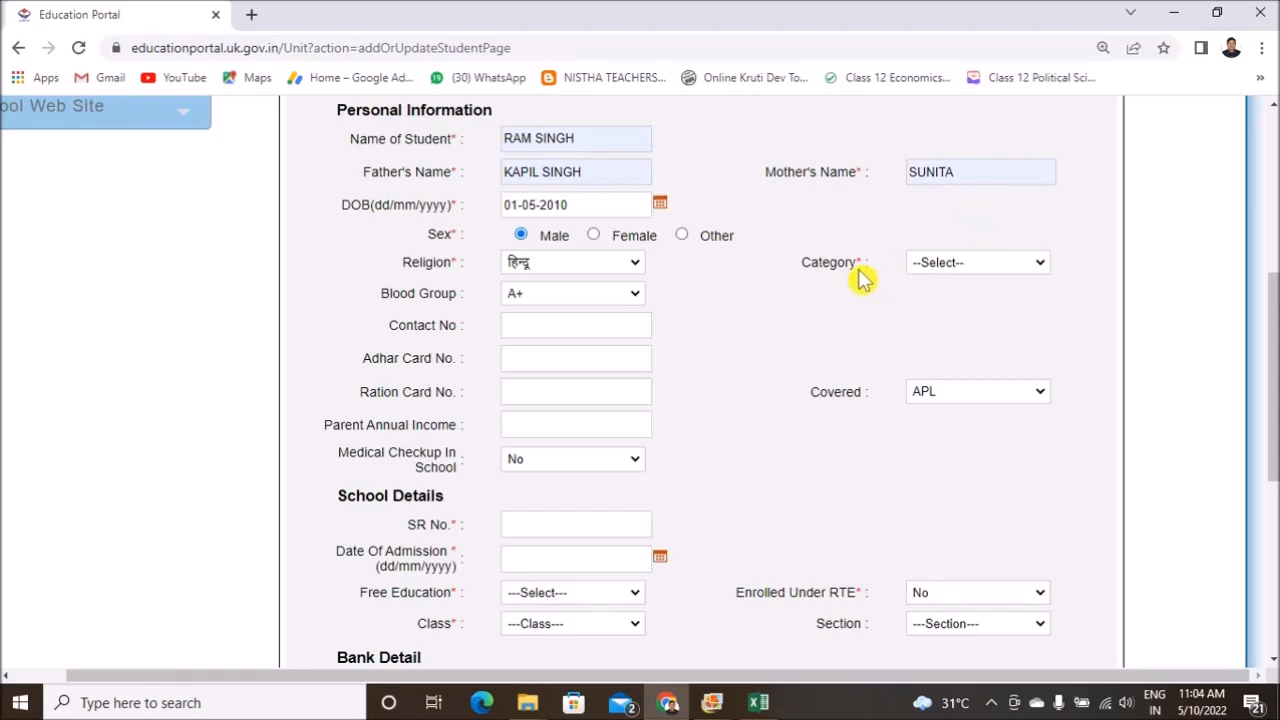 Education Portal
educationportal.uk.gov.in/Unit?action=addOrUpdateStudentPage
Apps Gmail YouTube Maps Home – Google Ad... (30) WhatsApp NISTHA TEACHERS... Online Kruti Dev To... Class 12 Economics... Class 12 Political Sci... »
ool Web Site
Personal Information
Name of Student* : RAM SINGH
Father's Name* : KAPIL SINGH Mother's Name* : SUNITA
DOB(dd/mm/yyyy)* : 01-05-2010
Sex* : Male Female Other
Religion* : हिन्दू Category* : --Select--
Blood Group : A+
Contact No :
Adhar Card No. :
Ration Card No. : Covered : APL
Parent Annual Income :
Medical Checkup In
School : No
School Details
SR No.* :
Date Of Admission * :
(dd/mm/yyyy)
Free Education* : ---Select--- Enrolled Under RTE* : No
Class* : ---Class--- Section : ---Section---
Bank Detail
Type here to search 2 31°C ENG 11:04 AM
IN 5/10/2022 21